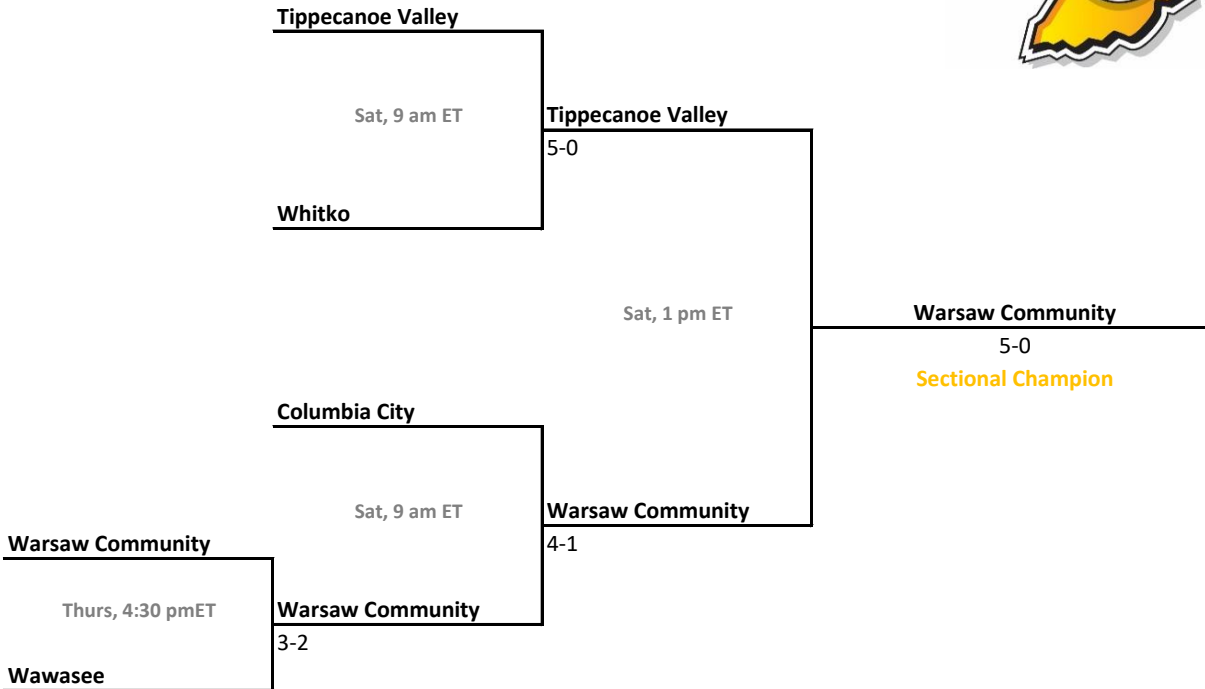 Tippecanoe Valley
Sat, 9 am ET
Tippecanoe Valley
5-0
Whitko
Sat, 1 pm ET
Warsaw Community
5-0
Sectional Champion
Columbia City
Sat, 9 am ET
Warsaw Community
4-1
Warsaw Community
Thurs, 4:30 pmET
Warsaw Community
3-2
Wawasee